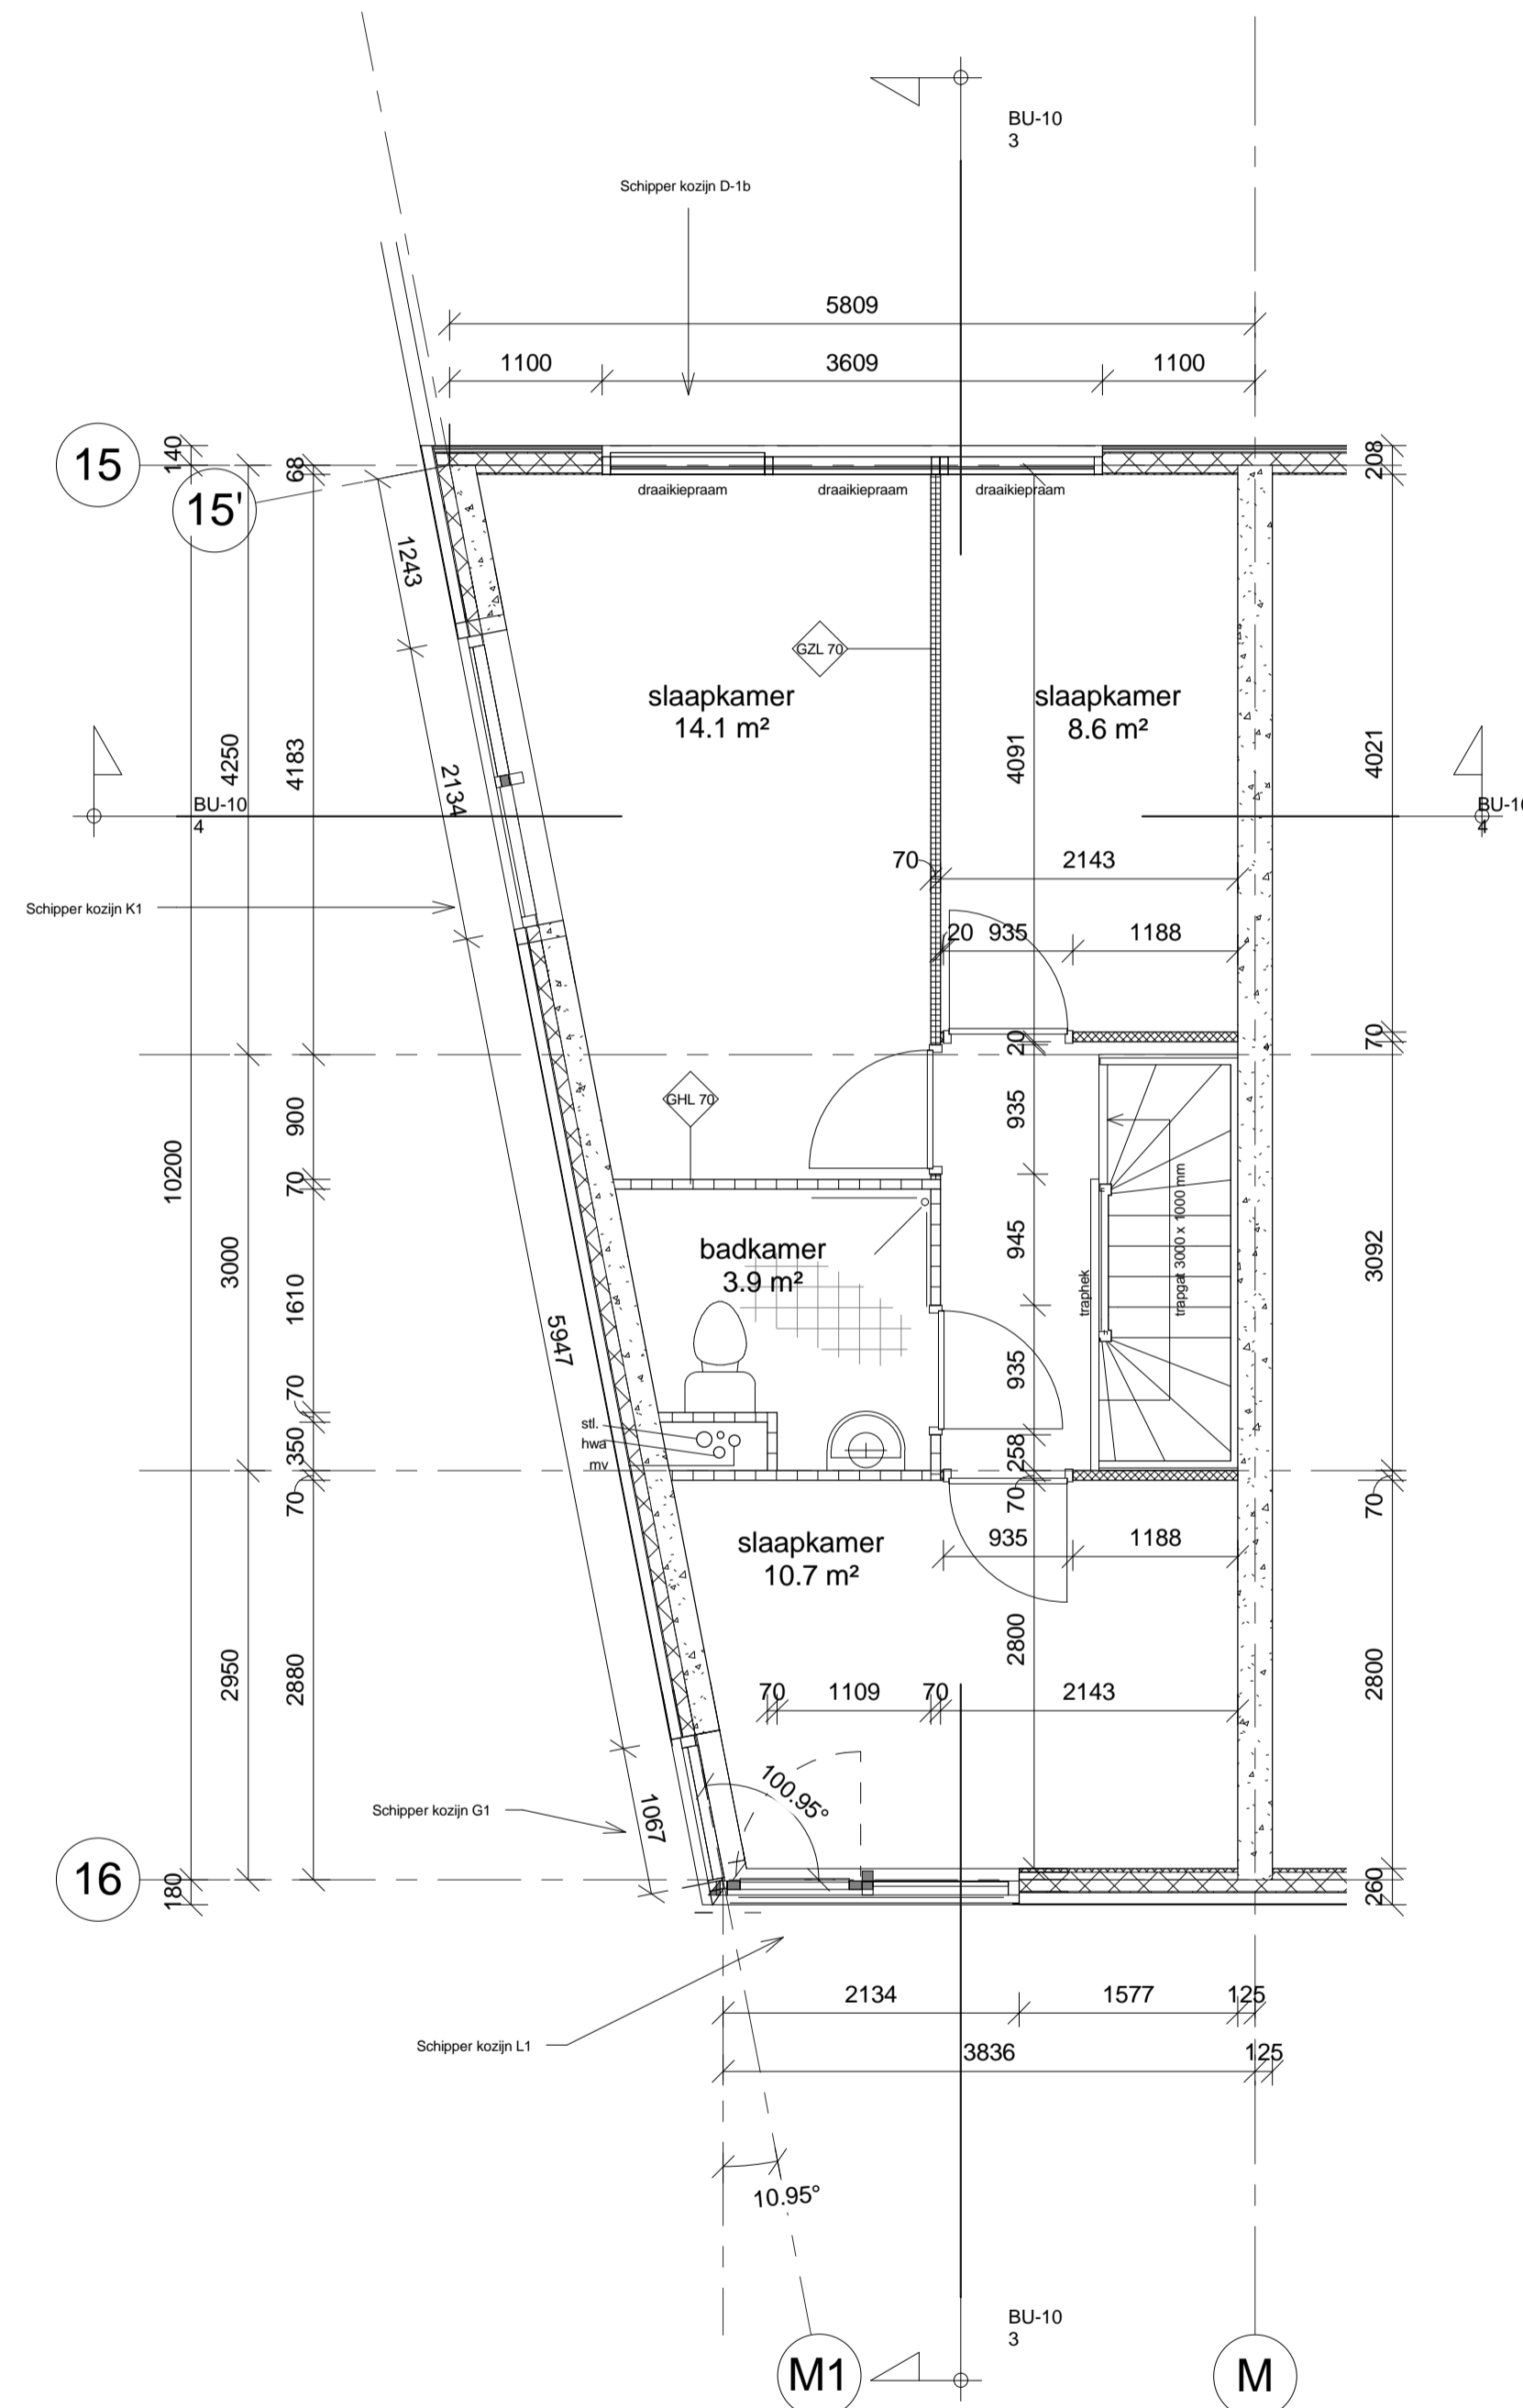 BU-10
3
Schipper kozijn D-1b
5809
1100
3609
1100
15
140
68
208
15'
draaikiepraam
draaikiepraam
draaikiepraam
1243
GZL 70
slaapkamer
14.1 m²
slaapkamer
8.6 m²
4250
4183
2134
4091
4021
BU-10
4
BU-10
4
70
2143
Schipper kozijn K1
20
935
1188
20
70
GHL 70
900
935
10200
70
trapgat 3000 x 1000 mm
badkamer
3.9 m²
945
3000
1610
3092
traphek
5947
935
70
stl.
hwa
mv
350
258
70
70
70
slaapkamer
10.7 m²
935
1188
2950
2880
2800
2800
70
1109
70
2143
100.95°
Schipper kozijn G1
1067
16
180
260
2134
1577
125
Schipper kozijn L1
3836
125
10.95°
BU-10
3
M1
M